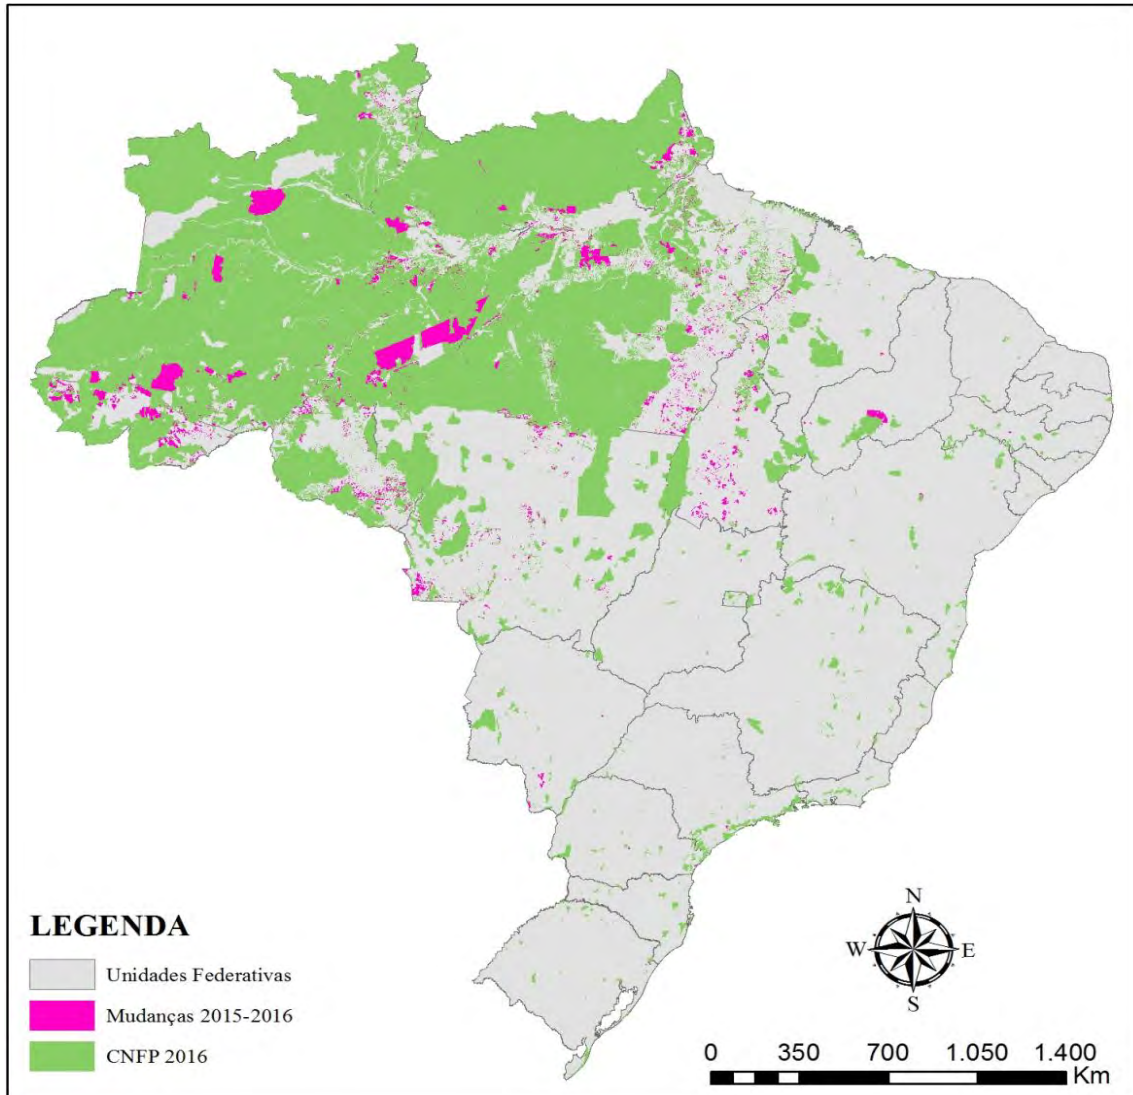 LEGENDA
Unidades Federativas
Mudanças 2015-2016
CNFP 2016
N
W E
S
0 350 700 1.050 1.400
Km